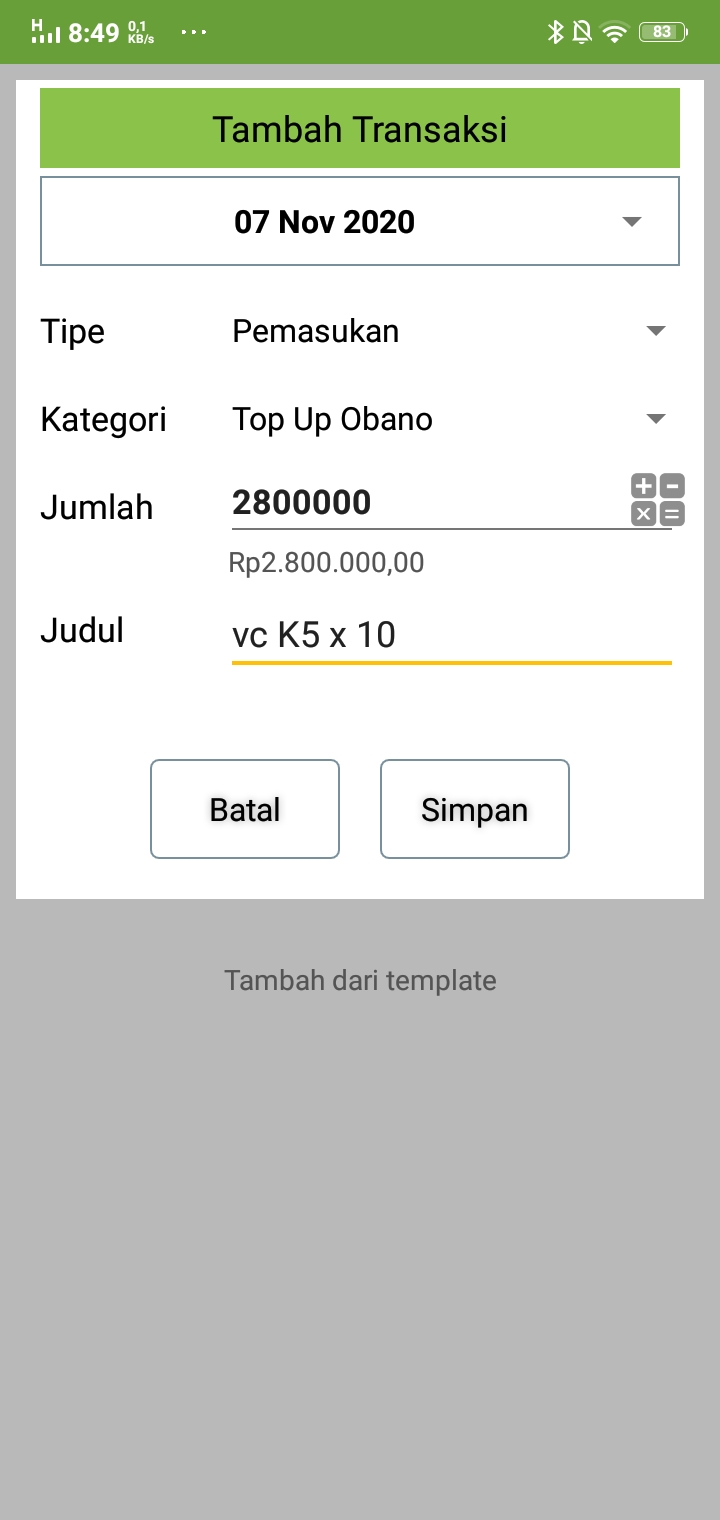 H 8:49 0,1 KB/s ... 83
Tambah Transaksi
07 Nov 2020
Tipe Pemasukan
Kategori Top Up Obano
Jumlah 2800000
Rp2.800.000,00
Judul vc K5 x 10
Batal Simpan
Tambah dari template